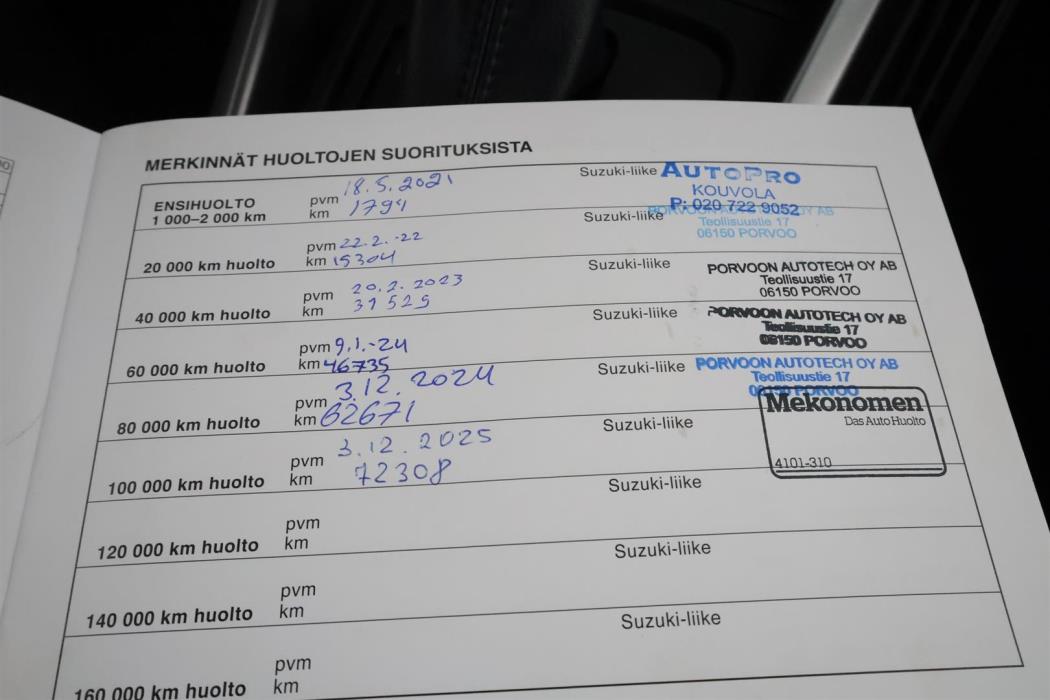 MERKINNÄT HUOLTOJEN SUORITUKSISTA
ENSIHUOLTO
1 000–2 000 km
pvm 18.5.2021
km 1794
Suzuki-liike
AUTOPRO
KOUVOLA
P: 020 722 9052
20 000 km huolto
pvm 22.2.-22
km 15304
Suzuki-liike
PORVOON AUTOTECH OY AB
Teollisuustie 17
06150 PORVOO
40 000 km huolto
pvm 20.2.2023
km 31525
Suzuki-liike
PORVOON AUTOTECH OY AB
Teollisuustie 17
06150 PORVOO
60 000 km huolto
pvm 9.1.-24
km 46735
Suzuki-liike
PORVOON AUTOTECH OY AB
Teollisuustie 17
06150 PORVOO
80 000 km huolto
pvm 3.12.2024
km 62671
Suzuki-liike
PORVOON AUTOTECH OY AB
Teollisuustie 17
06150 PORVOO
100 000 km huolto
pvm 3.12.2025
km 72308
Suzuki-liike
Mekonomen
Das Auto Huolto
4101-310
120 000 km huolto
pvm
km
Suzuki-liike
140 000 km huolto
pvm
km
Suzuki-liike
160 000 km huolto
pvm
km
Suzuki-liike